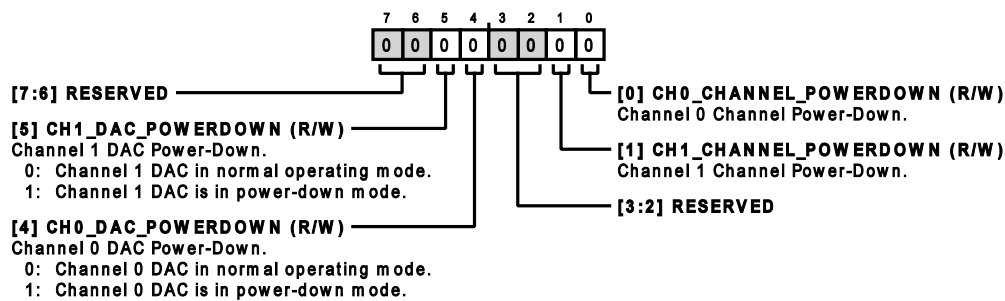 7 6 5 4 3 2 1 0
0 0 0 0 0 0 0 0
[7:6] RESERVED
[5] CH1_DAC_POWERDOWN (R/W)
Channel 1 DAC Power-Down.
0: Channel 1 DAC in normal operating mode.
1: Channel 1 DAC is in power-down mode.
[4] CH0_DAC_POWERDOWN (R/W)
Channel 0 DAC Power-Down.
0: Channel 0 DAC in normal operating mode.
1: Channel 0 DAC is in power-down mode.
[0] CH0_CHANNEL_POWERDOWN (R/W)
Channel 0 Channel Power-Down.
[1] CH1_CHANNEL_POWERDOWN (R/W)
Channel 1 Channel Power-Down.
[3:2] RESERVED